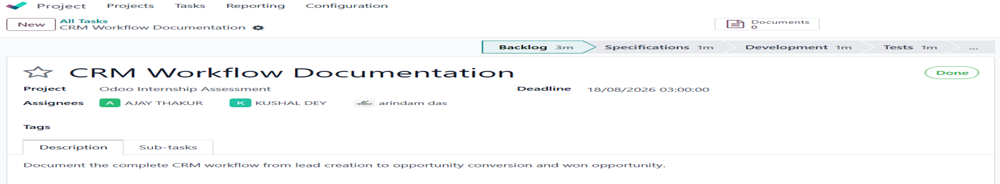 Project Projects Tasks Reporting Configuration
New All Tasks
CRM Workflow Documentation
Documents
0
Backlog 3m Specifications 1m Development 1m Tests 1m ...
CRM Workflow Documentation Done
Project Odoo Internship Assessment Deadline 18/08/2026 03:00:00
Assignees A AJAY THAKUR K KUSHAL DEY arindam das
Tags
Description Sub-tasks
Document the complete CRM workflow from lead creation to opportunity conversion and won opportunity.